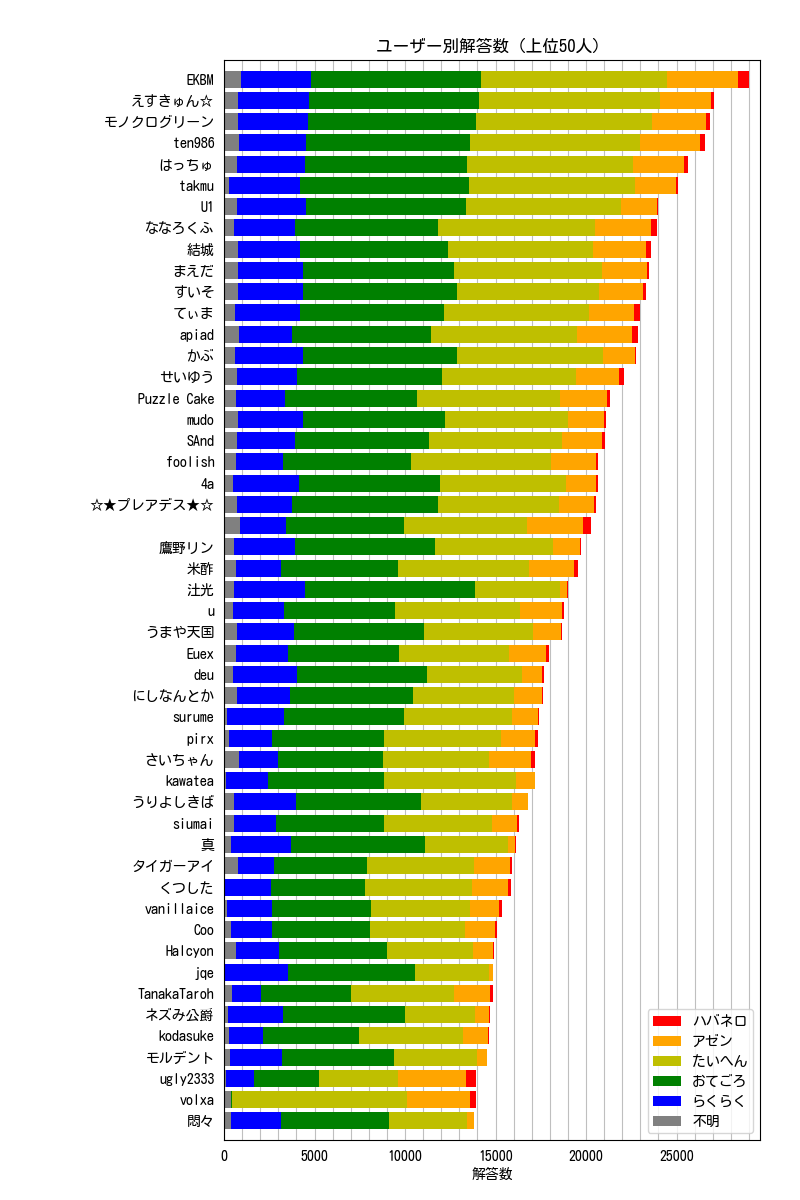 ユーザー別解答数（上位50人）
EKBM
えすきゅん☆
モノクログリーン
ten986
はっちゅ
takmu
U1
ななろくふ
結城
まえだ
すいそ
てぃま
apiad
かぶ
せいゆう
Puzzle Cake
mudo
SAnd
foolish
4a
☆★プレアデス★☆
鷹野リン
米酢
辻光
u
うまや天国
Euex
deu
にしなんとか
surume
pirx
さいちゃん
kawatea
うりよしきば
siumai
真
タイガーアイ
くつした
vanillaice
Coo
Halcyon
jqe
TanakaTaroh
ネズみ公爵
kodasuke
モルデント
ugly2333
volxa
悶々
ハバネロ
アゼン
たいへん
おてごろ
らくらく
不明
0 5000 10000 15000 20000 25000
解答数